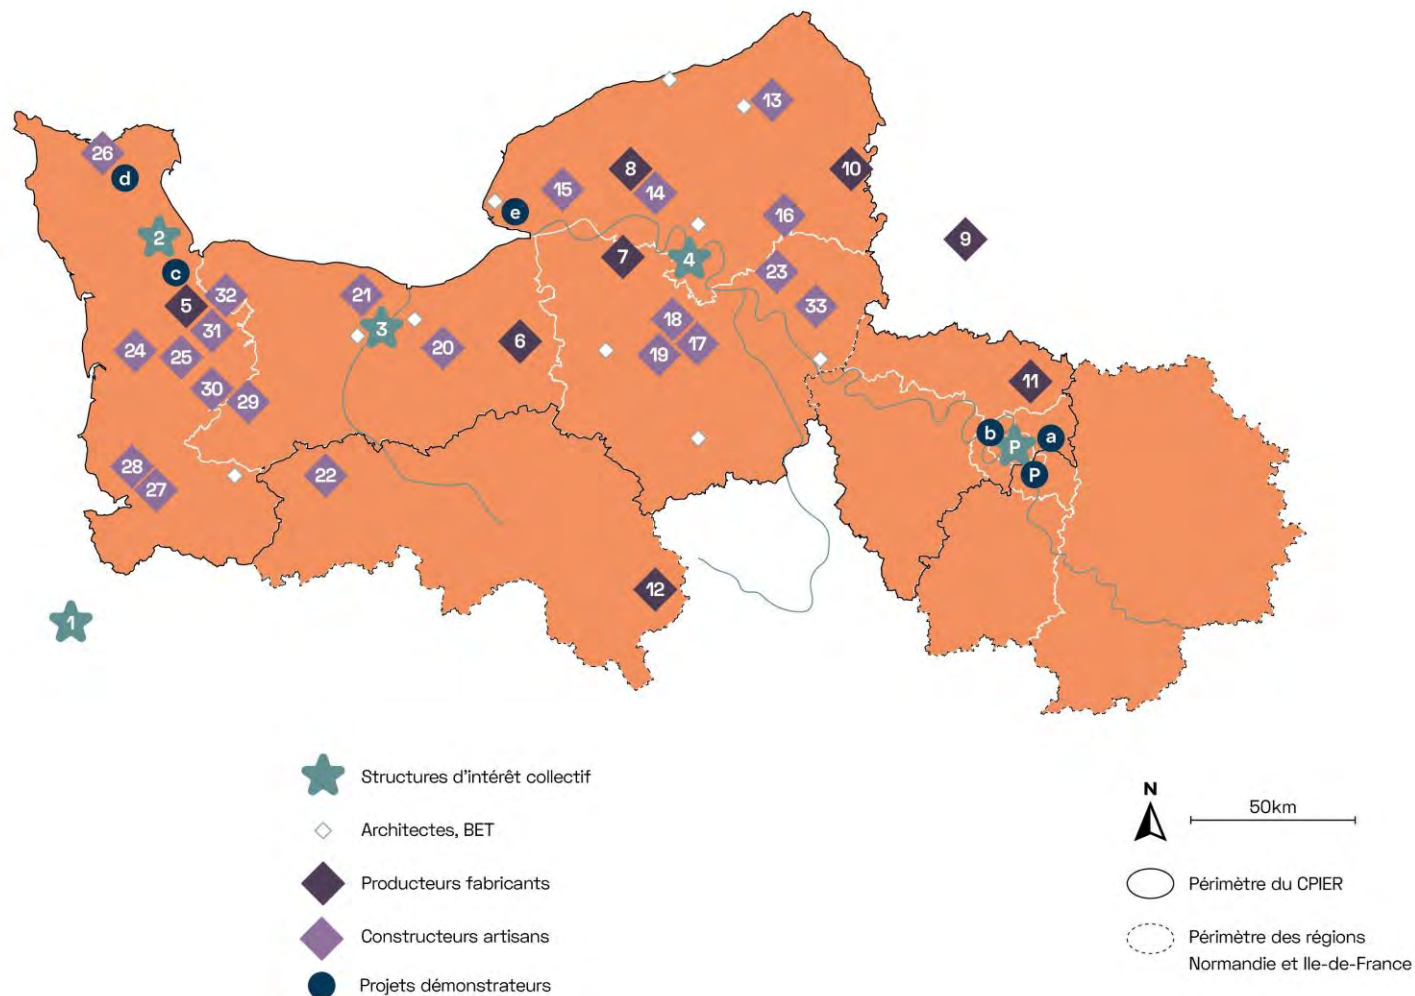 13
26
8
10
d
15
14
16
e
2
9
7
4
c
23
32
21
5
33
31
3
18
24
25
20
6
19
17
30
11
29
b
P
a
28
22
P
27
12
1
Structures d'intérêt collectif
N
50km
Architectes, BET
Producteurs fabricants
Périmètre du CPIER
Constructeurs artisans
Périmètre des régions
Normandie et Ile-de-France
Projets démonstrateurs